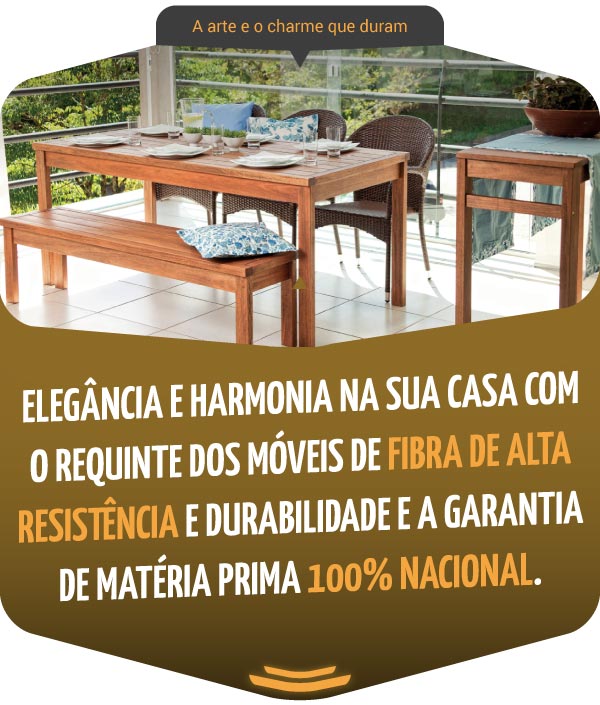 A arte e o charme que duram
ELEGÂNCIA E HARMONIA NA SUA CASA COM
O REQUINTE DOS MÓVEIS DE FIBRA DE ALTA
RESISTÊNCIA E DURABILIDADE E A GARANTIA
DE MATÉRIA PRIMA 100% NACIONAL.